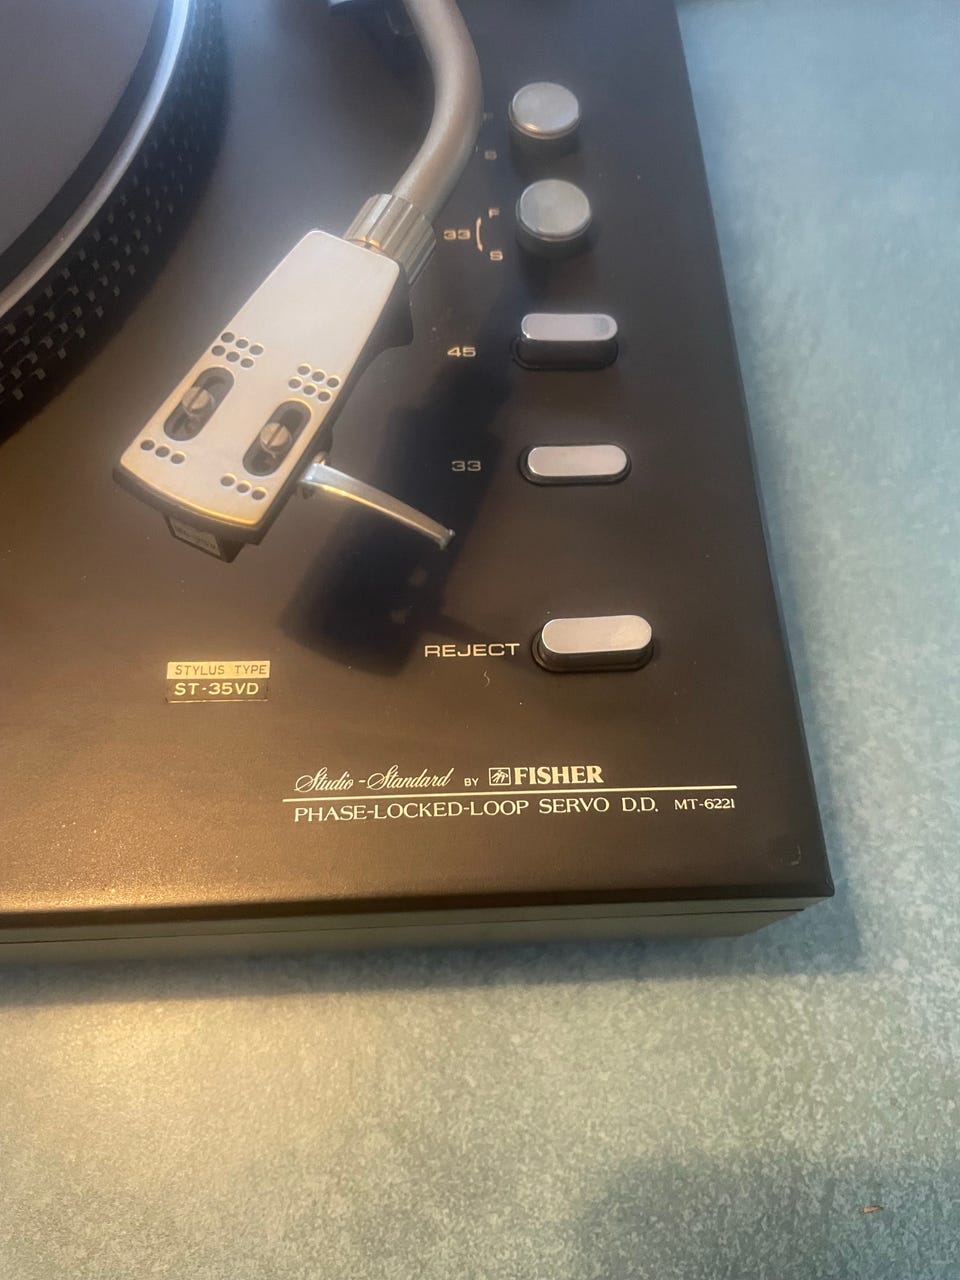 F
S
F
33
S
45
33
REJECT
STYLUS TYPE
ST-35VD
Studio-Standard BY FISHER
PHASE-LOCKED-LOOP SERVO D.D. MT-6221